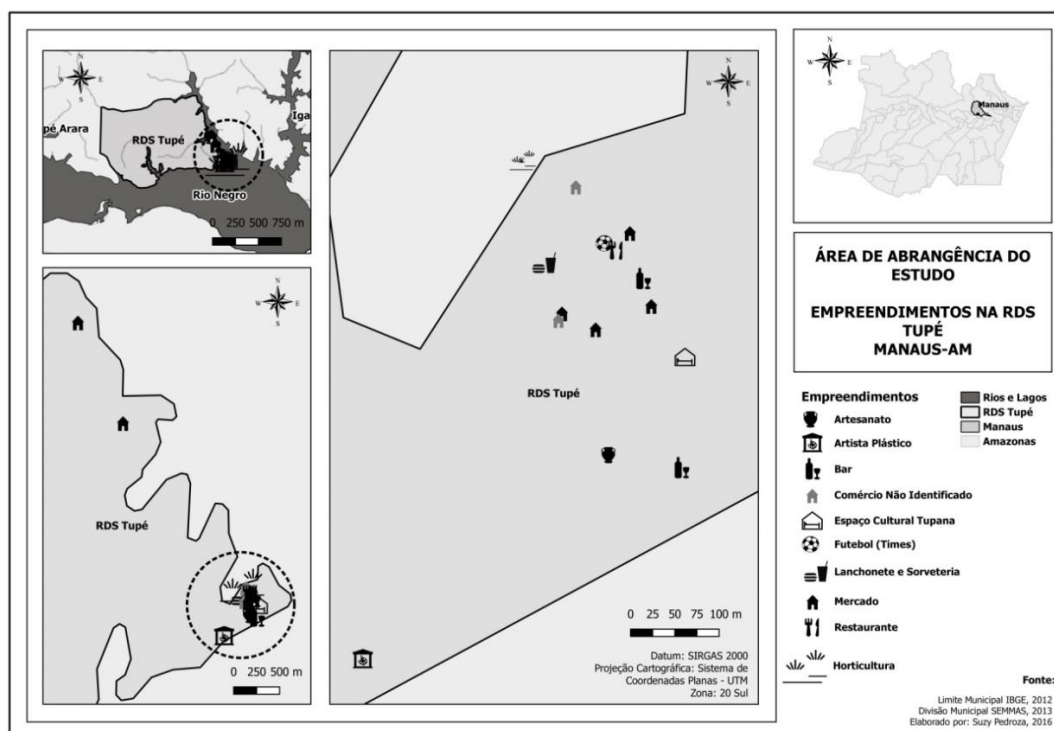 N
W E
S
pé Arara
Iga
RDS Tupé
Rio Negro
0 250 500 750 m
N
W E
S
RDS Tupé
0 250 500 m
N
W E
S
RDS Tupé
0 25 50 75 100 m
Datum: SIRGAS 2000
Projeção Cartográfica: Sistema de
Coordenadas Planas - UTM
Zona: 20 Sul
N
W E
S
Manaus
ÁREA DE ABRANGÊNCIA DO
ESTUDO
EMPREENDIMENTOS NA RDS
TUPÉ
MANAUS-AM
Empreendimentos
Artesanato
Artista Plástico
Bar
Comércio Não Identificado
Espaço Cultural Tupana
Futebol (Times)
Lanchonete e Sorveteria
Mercado
Restaurante
Horticultura
Rios e Lagos
RDS Tupé
Manaus
Amazonas
Fonte:
Limite Municipal IBGE, 2012
Divisão Municipal SEMMAS, 2013
Elaborado por: Suzy Pedroza, 2016